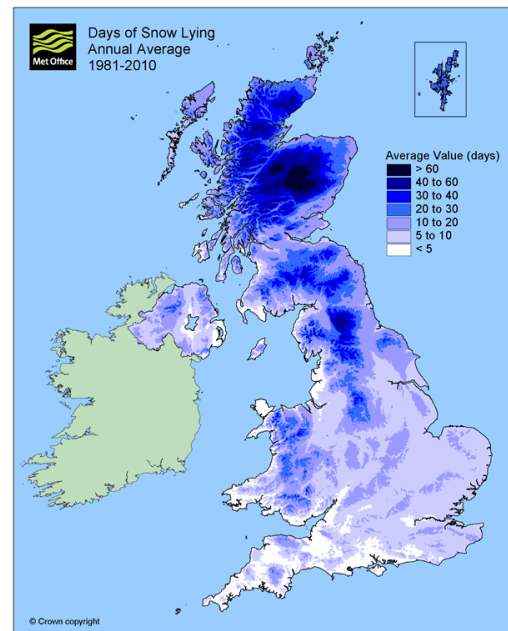 Met Office
Days of Snow Lying
Annual Average
1981-2010
Average Value (days)
> 60
40 to 60
30 to 40
20 to 30
10 to 20
5 to 10
< 5
© Crown copyright